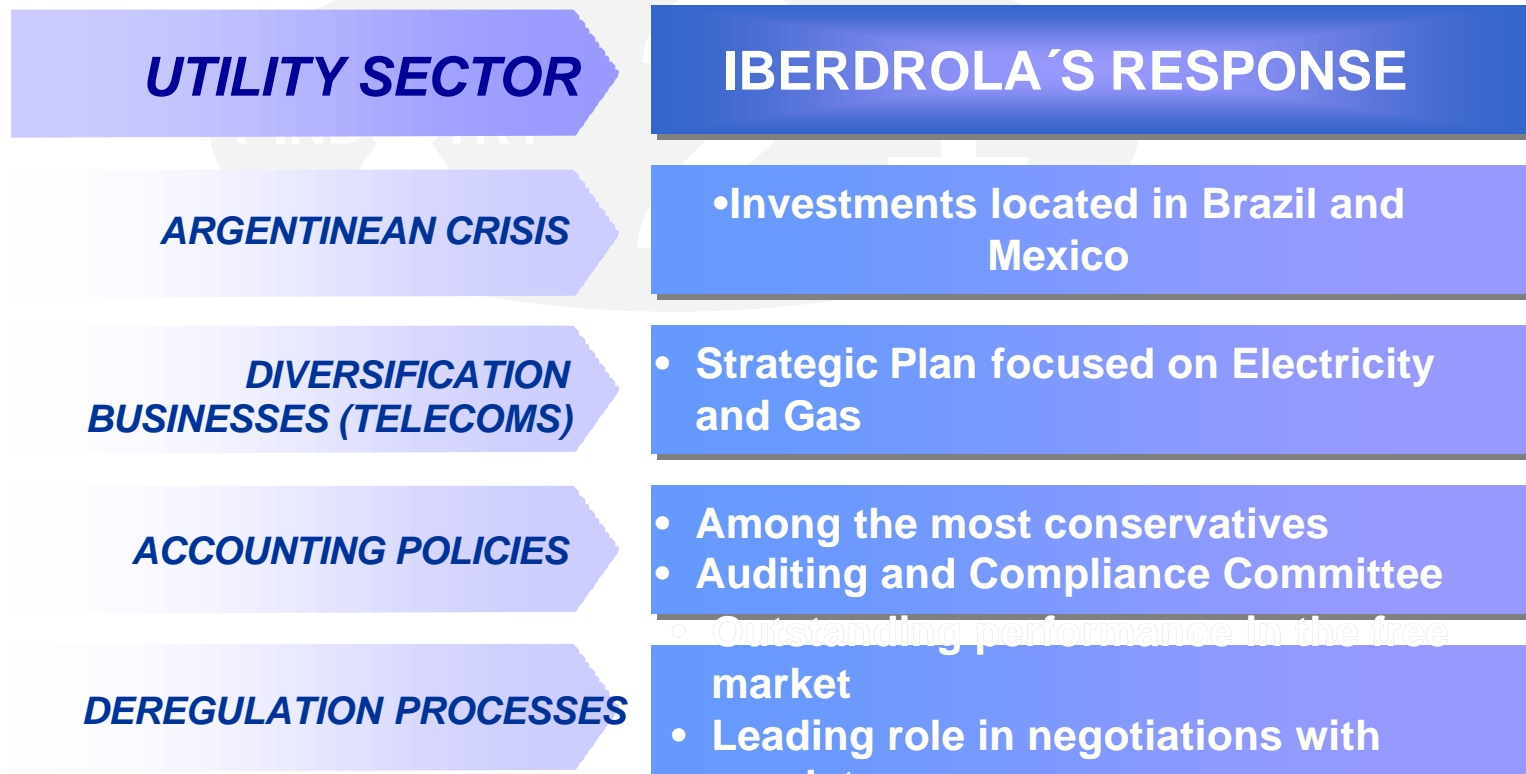 UTILITY SECTOR
IBERDROLA´S RESPONSE
ARGENTINEAN CRISIS
•Investments located in Brazil and
Mexico
DIVERSIFICATION
BUSINESSES (TELECOMS)
• Strategic Plan focused on Electricity
and Gas
ACCOUNTING POLICIES
• Among the most conservatives
• Auditing and Compliance Committee
DEREGULATION PROCESSES
• Outstanding performance in the free
market
• Leading role in negotiations with